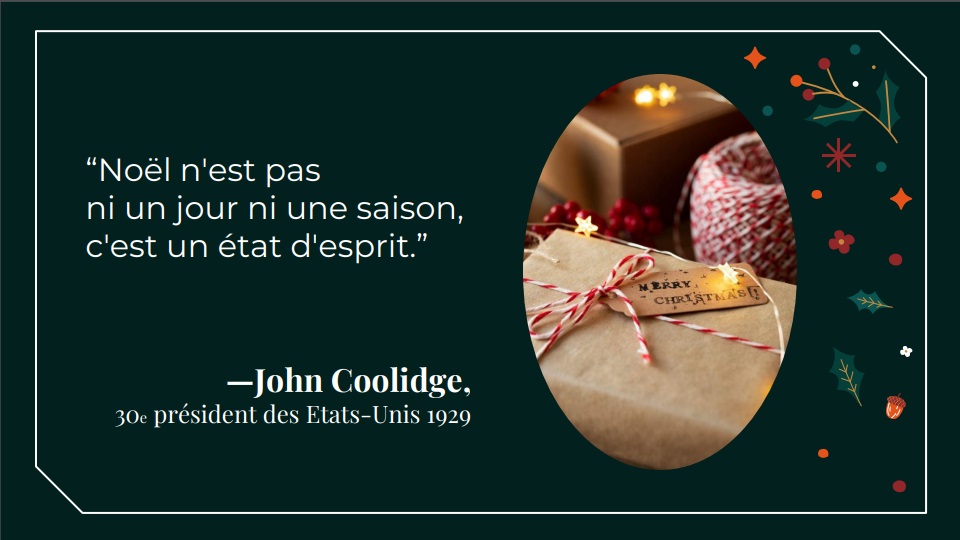 “Noël n'est pas
ni un jour ni une saison,
c'est un état d'esprit.”
—John Coolidge,
30e président des Etats-Unis 1929
MERRY
CHRISTMAS!